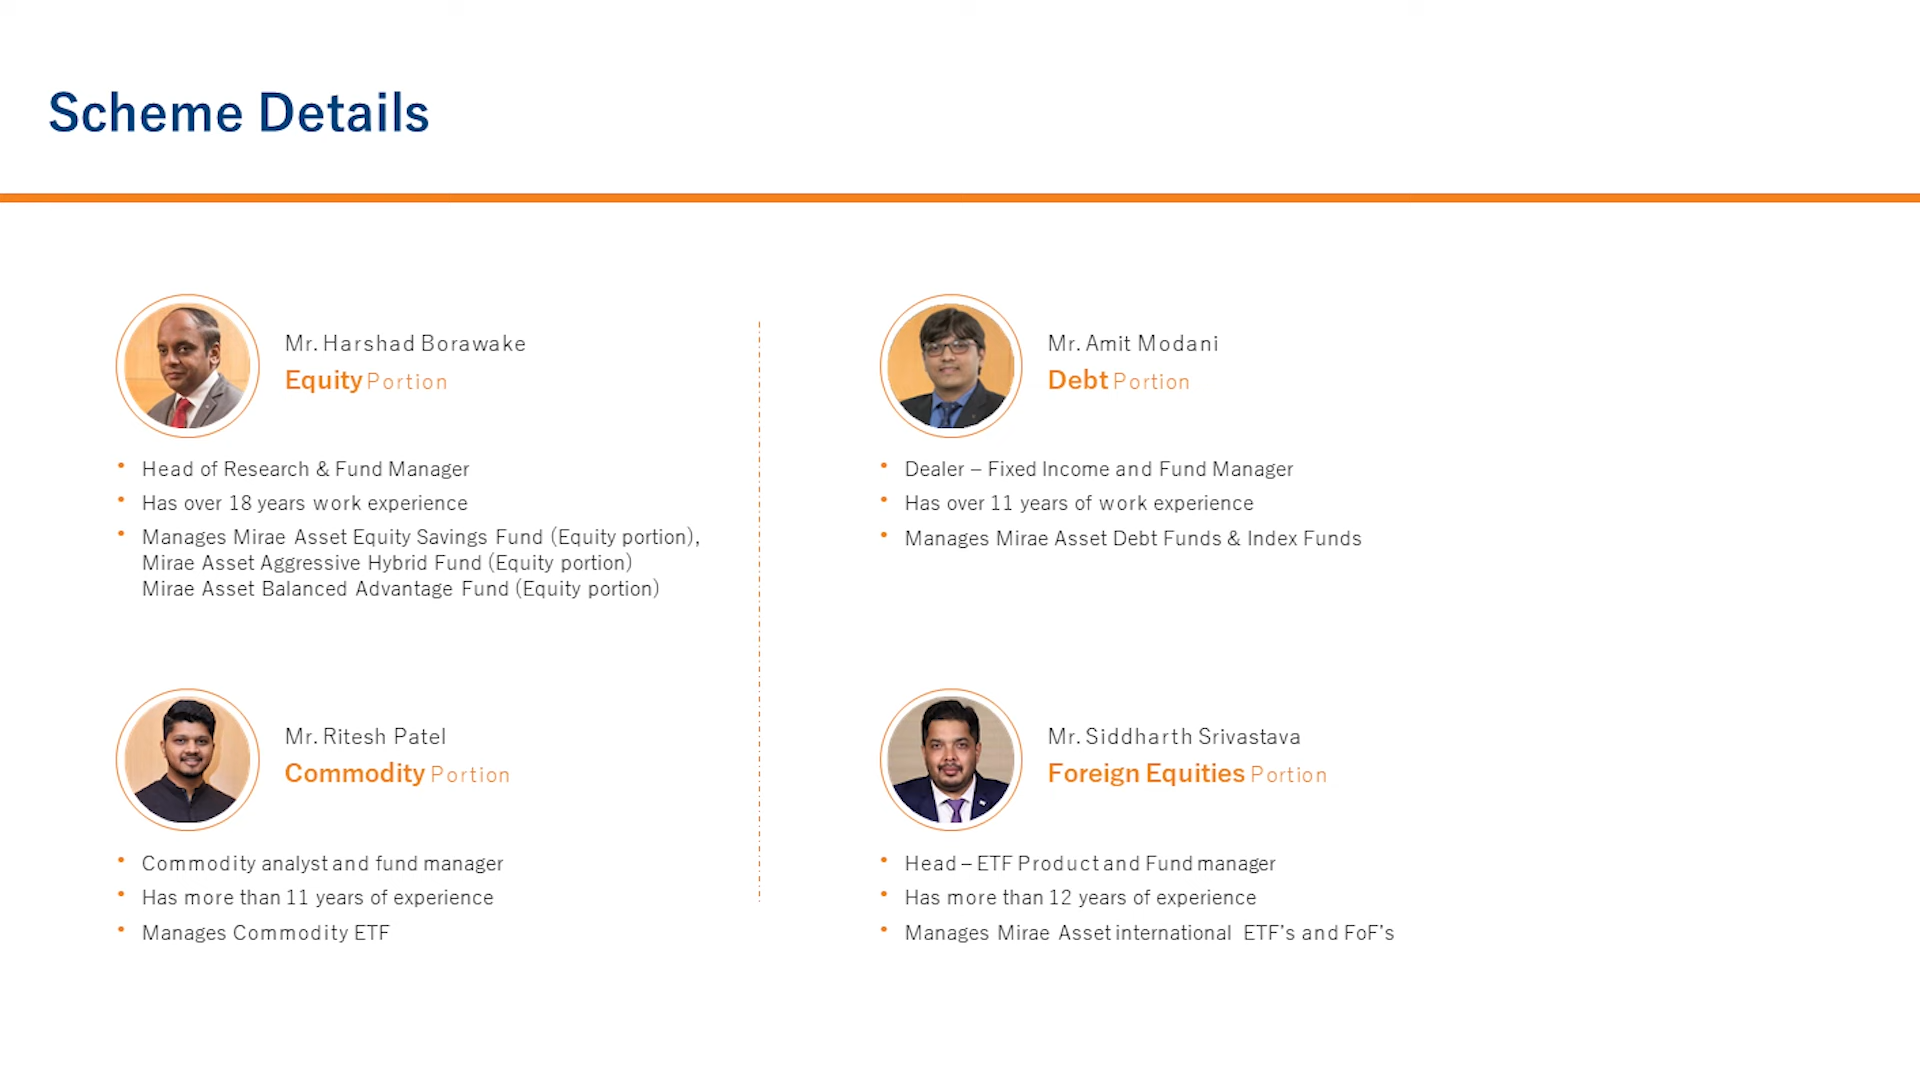 Scheme Details
Mr. Harshad Borawake
Equity Portion
• Head of Research & Fund Manager
• Has over 18 years work experience
• Manages Mirae Asset Equity Savings Fund (Equity portion),
Mirae Asset Aggressive Hybrid Fund (Equity portion)
Mirae Asset Balanced Advantage Fund (Equity portion)
Mr. Amit Modani
Debt Portion
• Dealer – Fixed Income and Fund Manager
• Has over 11 years of work experience
• Manages Mirae Asset Debt Funds & Index Funds
Mr. Ritesh Patel
Commodity Portion
• Commodity analyst and fund manager
• Has more than 11 years of experience
• Manages Commodity ETF
Mr. Siddharth Srivastava
Foreign Equities Portion
• Head – ETF Product and Fund manager
• Has more than 12 years of experience
• Manages Mirae Asset international ETF’s and FoF’s